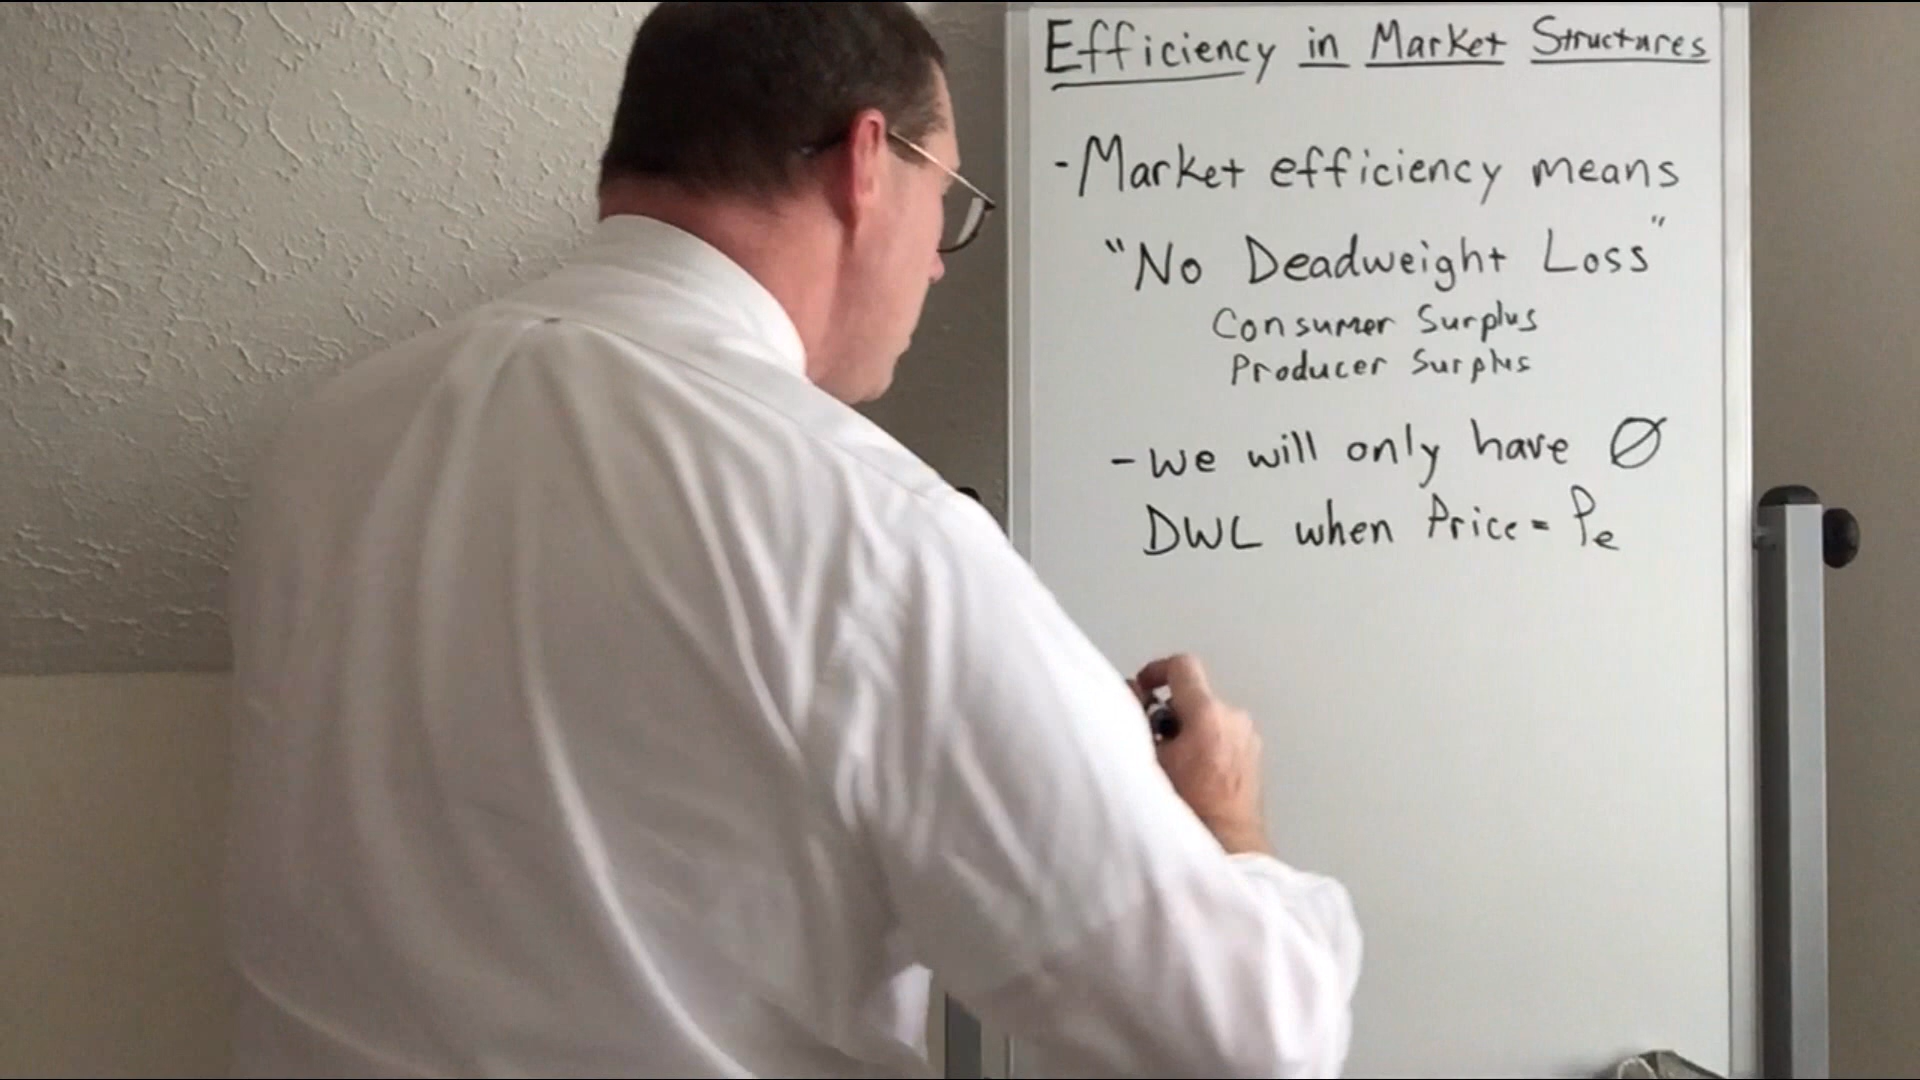 Efficiency in Market Structures
- Market efficiency means
"No Deadweight Loss"
Consumer Surplus
Producer Surplus
- We will only have Ø
DWL when Price = Pe